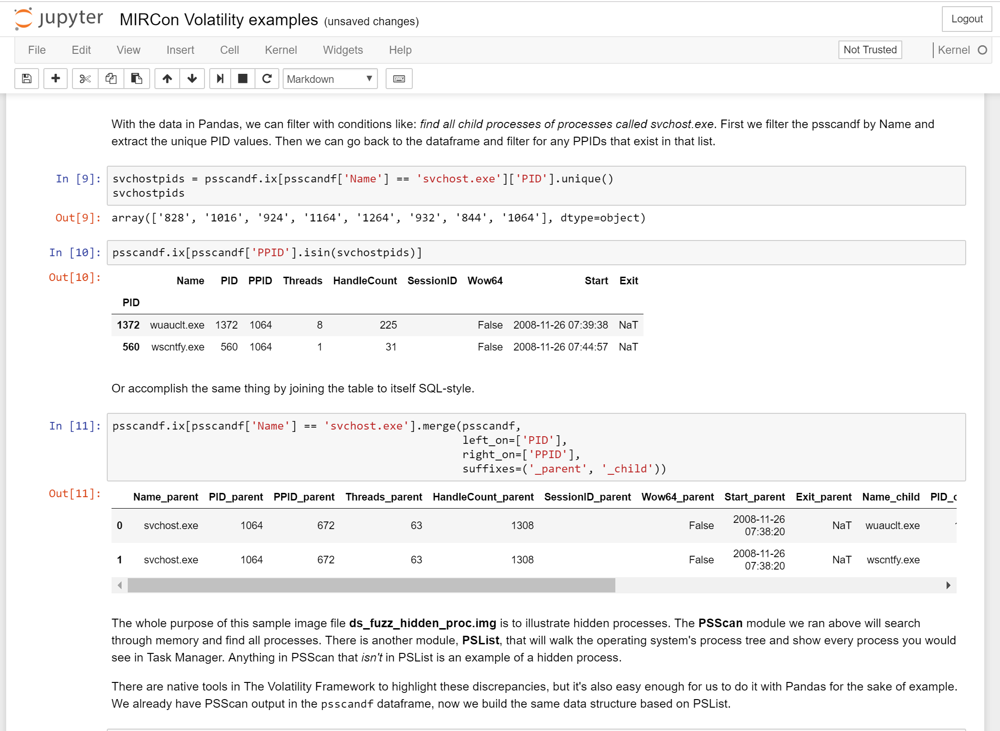 jupyter MIRCon Volatility examples (unsaved changes) Logout
File Edit View Insert Cell Kernel Widgets Help Not Trusted Kernel
Markdown
With the data in Pandas, we can filter with conditions like: find all child processes of processes called svchost.exe. First we filter the psscandf by Name and
extract the unique PID values. Then we can go back to the dataframe and filter for any PPIDs that exist in that list.
In [9]: svchostpids = psscandf.ix[psscandf['Name'] == 'svchost.exe']['PID'].unique()
svchostpids
Out[9]: array(['828', '1016', '924', '1164', '1264', '932', '844', '1064'], dtype=object)
In [10]: psscandf.ix[psscandf['PPID'].isin(svchostpids)]
Out[10]: Name PID PPID Threads HandleCount SessionID Wow64 Start Exit
PID
1372 wuauclt.exe 1372 1064 8 225 False 2008-11-26 07:39:38 NaT
560 wscntfy.exe 560 1064 1 31 False 2008-11-26 07:44:57 NaT
Or accomplish the same thing by joining the table to itself SQL-style.
In [11]: psscandf.ix[psscandf['Name'] == 'svchost.exe'].merge(psscandf,
left_on=['PID'],
right_on=['PPID'],
suffixes=('_parent', '_child'))
Out[11]: Name_parent PID_parent PPID_parent Threads_parent HandleCount_parent SessionID_parent Wow64_parent Start_parent Exit_parent Name_child
0 svchost.exe 1064 672 63 1308 False 2008-11-26 07:38:20 NaT wuauclt.exe
1 svchost.exe 1064 672 63 1308 False 2008-11-26 07:38:20 NaT wscntfy.exe
The whole purpose of this sample image file ds_fuzz_hidden_proc.img is to illustrate hidden processes. The PSScan module we ran above will search
through memory and find all processes. There is another module, PSList, that will walk the operating system's process tree and show every process you would
see in Task Manager. Anything in PSScan that isn't in PSList is an example of a hidden process.
There are native tools in The Volatility Framework to highlight these discrepancies, but it's also easy enough for us to do it with Pandas for the sake of example.
We already have PSScan output in the psscandf dataframe, now we build the same data structure based on PSList.